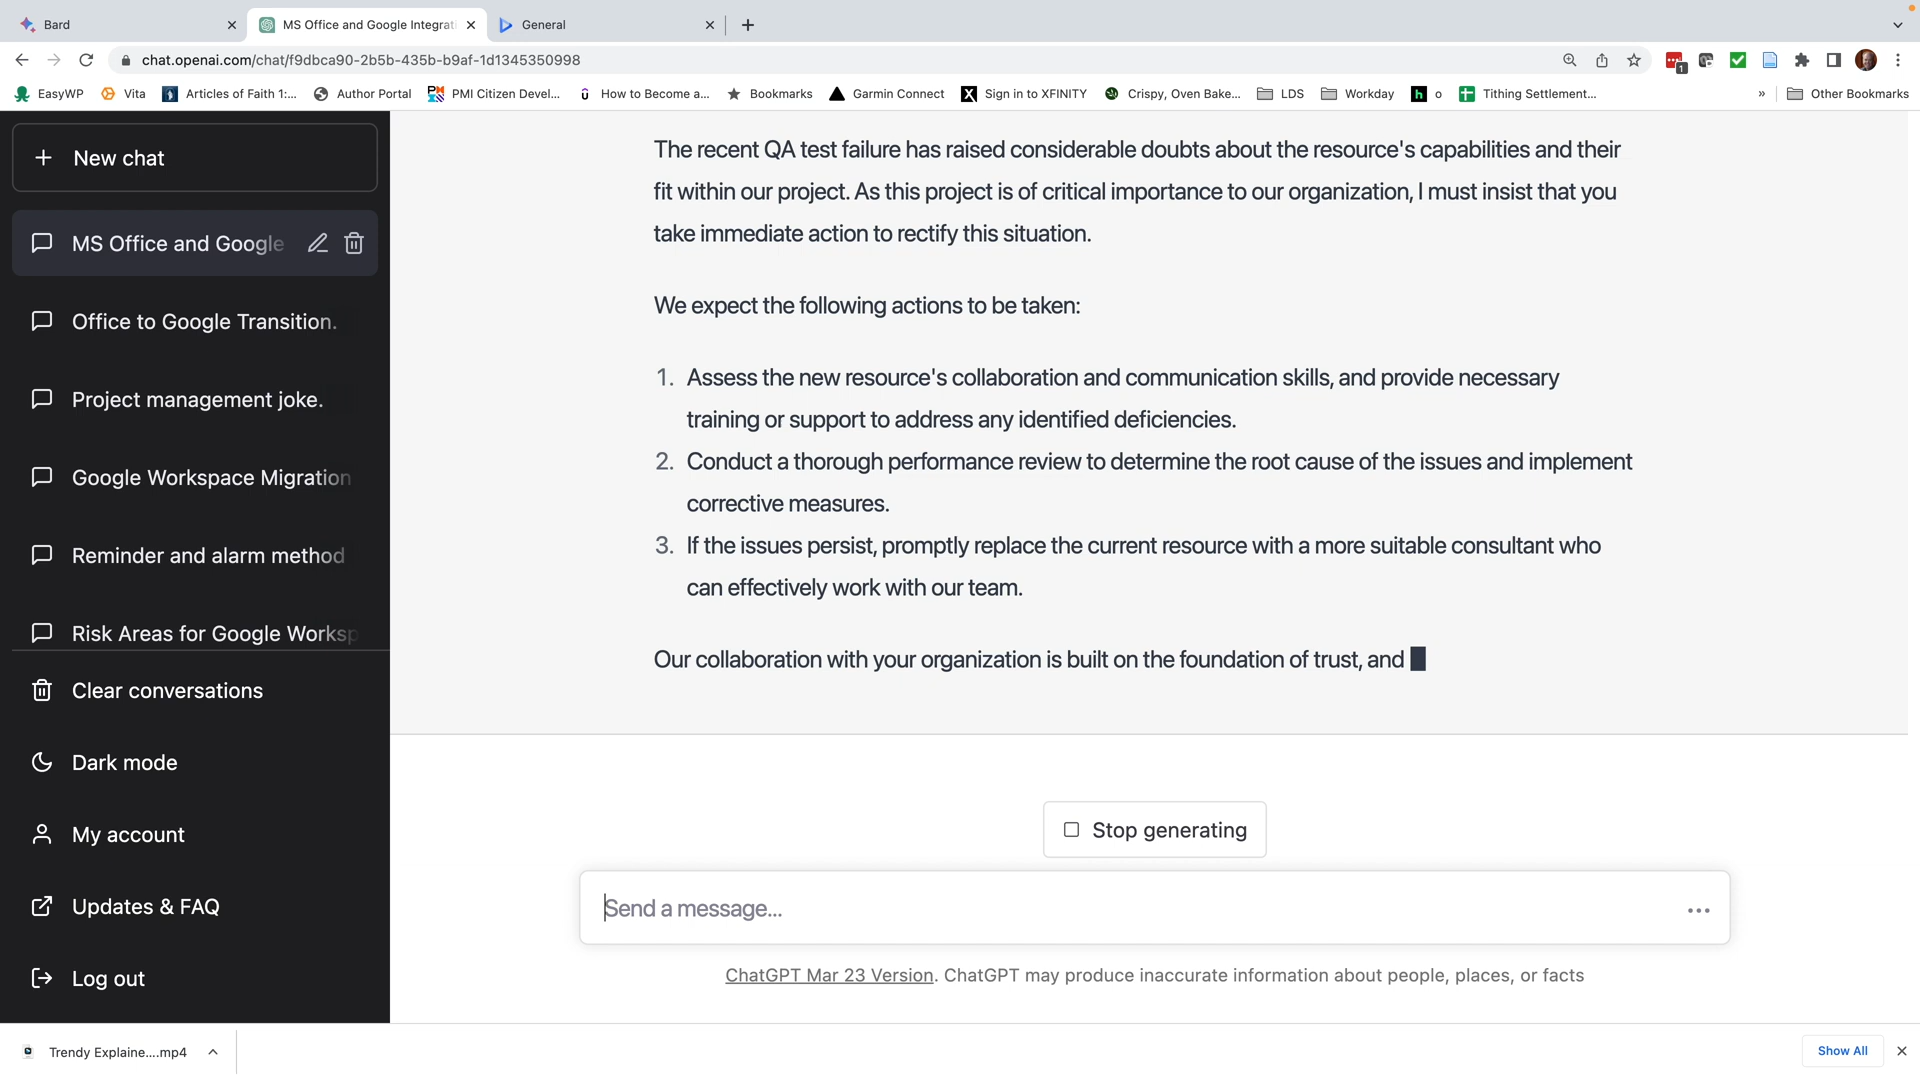 Bard
MS Office and Google Integrati
General
chat.openai.com/chat/f9dbca90-2b5b-435b-b9af-1d1345350998
1
EasyWP
Vita
Articles of Faith 1:...
Author Portal
PMI Citizen Devel...
How to Become a...
Bookmarks
Garmin Connect
Sign in to XFINITY
Crispy, Oven Bake...
LDS
Workday
o
Tithing Settlement...
»
Other Bookmarks
New chat
MS Office and Google
Office to Google Transition.
Project management joke.
Google Workspace Migration
Reminder and alarm method
Risk Areas for Google Worksp
Clear conversations
Dark mode
My account
Updates & FAQ
Log out
The recent QA test failure has raised considerable doubts about the resource's capabilities and their
fit within our project. As this project is of critical importance to our organization, I must insist that you
take immediate action to rectify this situation.
We expect the following actions to be taken:
1. Assess the new resource's collaboration and communication skills, and provide necessary
training or support to address any identified deficiencies.
2. Conduct a thorough performance review to determine the root cause of the issues and implement
corrective measures.
3. If the issues persist, promptly replace the current resource with a more suitable consultant who
can effectively work with our team.
Our collaboration with your organization is built on the foundation of trust, and
Stop generating
Send a message...
ChatGPT Mar 23 Version. ChatGPT may produce inaccurate information about people, places, or facts
Trendy Explaine....mp4
Show All